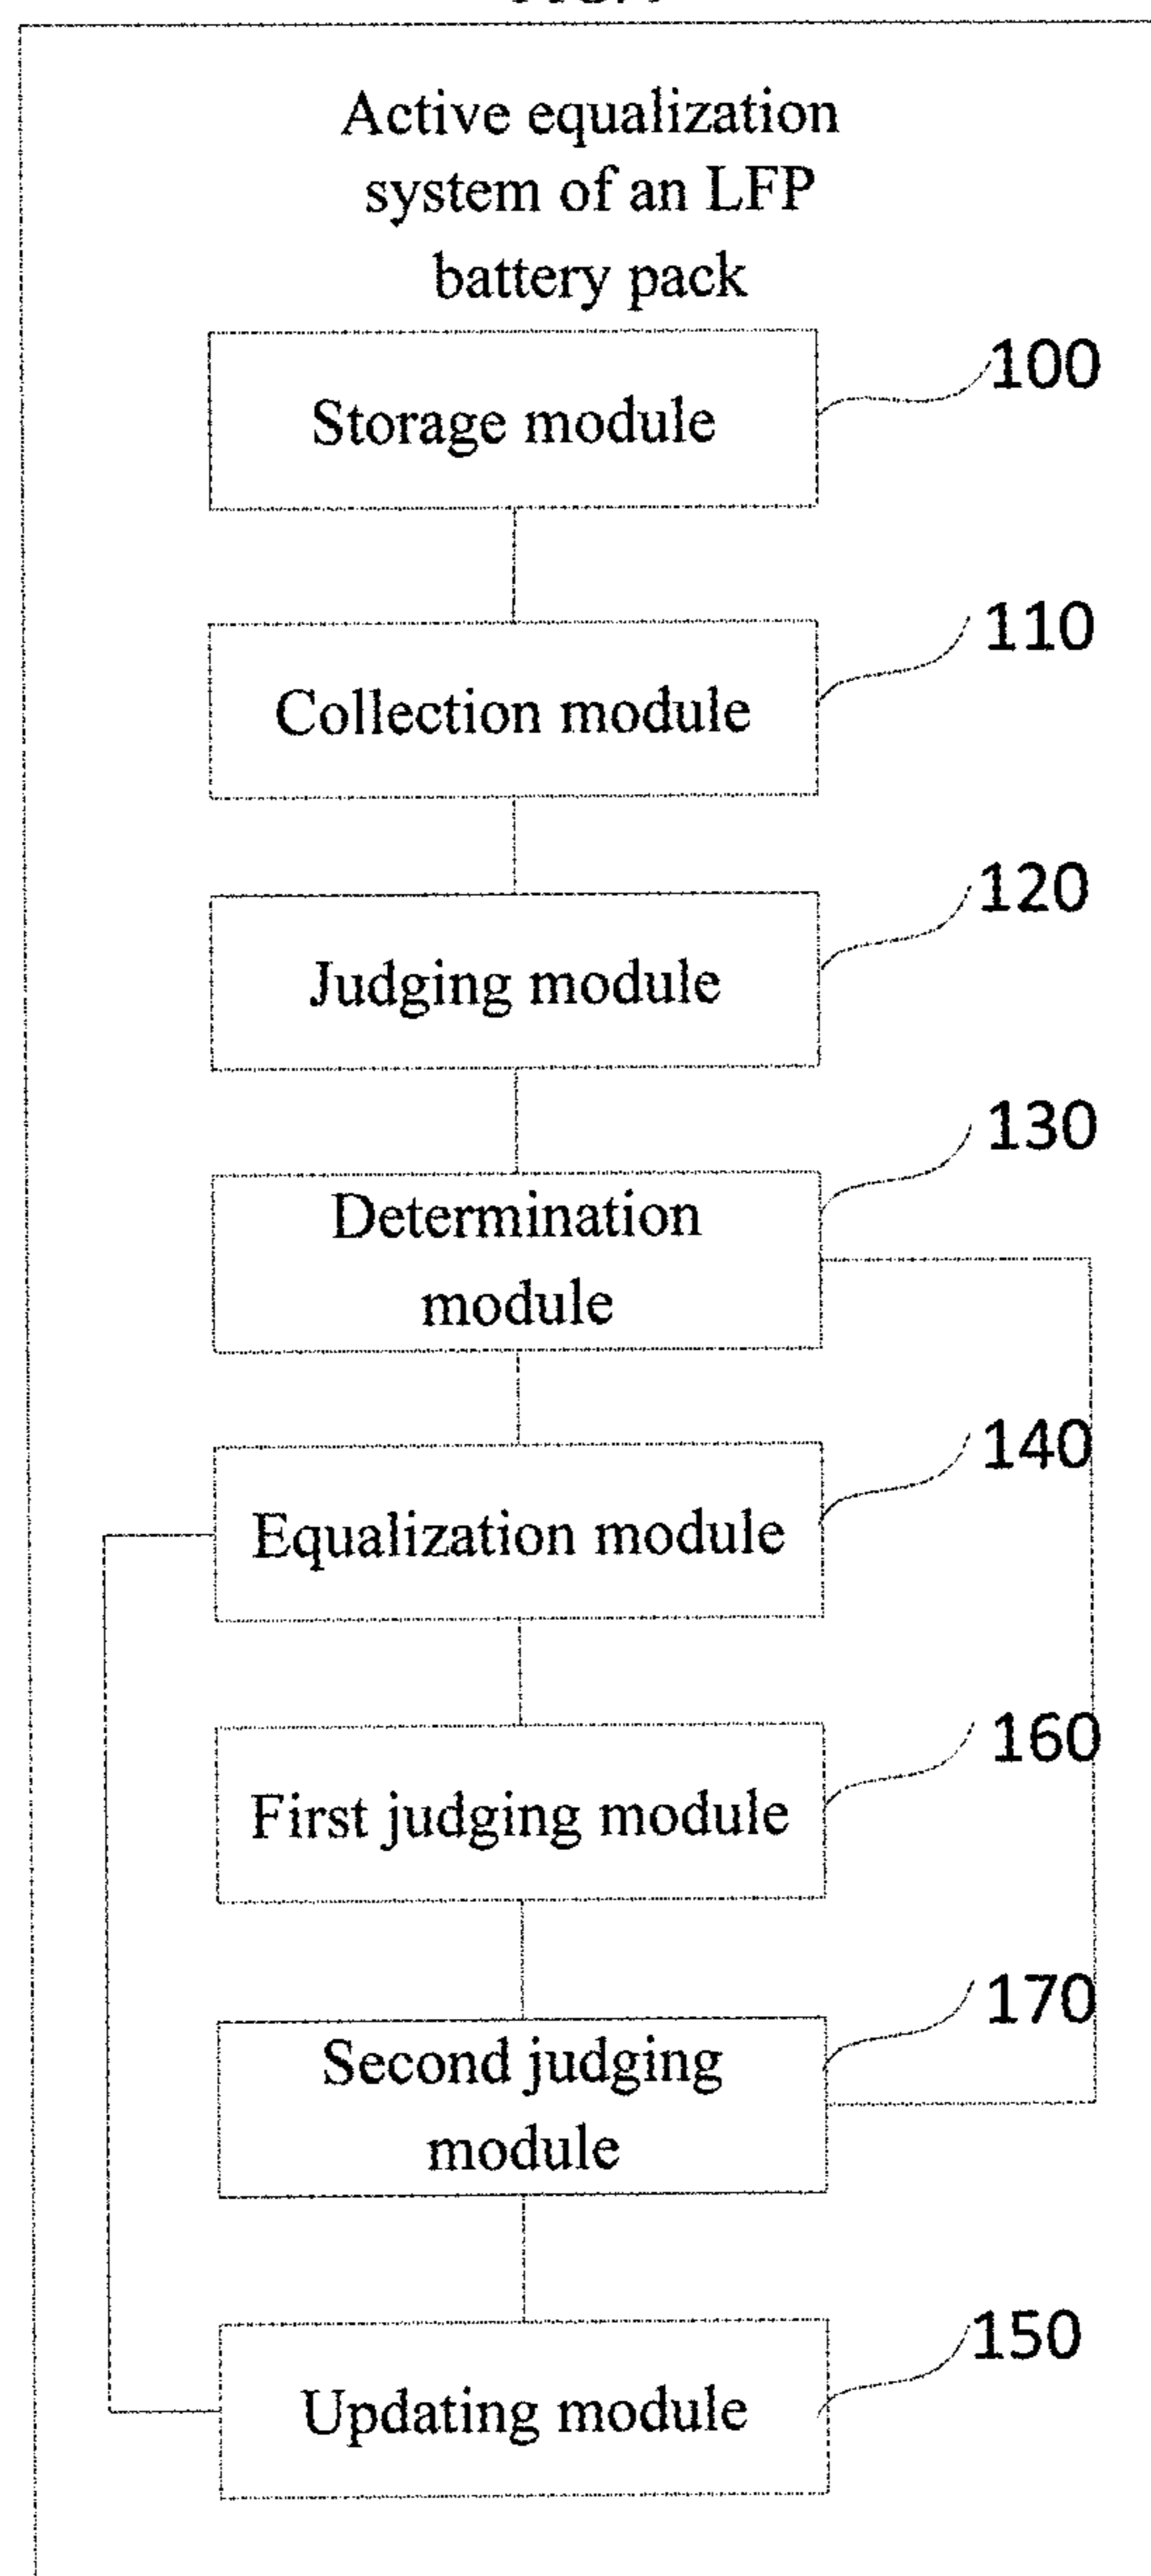 Active equalization
system of an LFP
battery pack
Storage module
100
Collection module
110
Judging module
120
Determination
module
130
Equalization module
140
First judging module
160
Second judging
module
170
Updating module
150